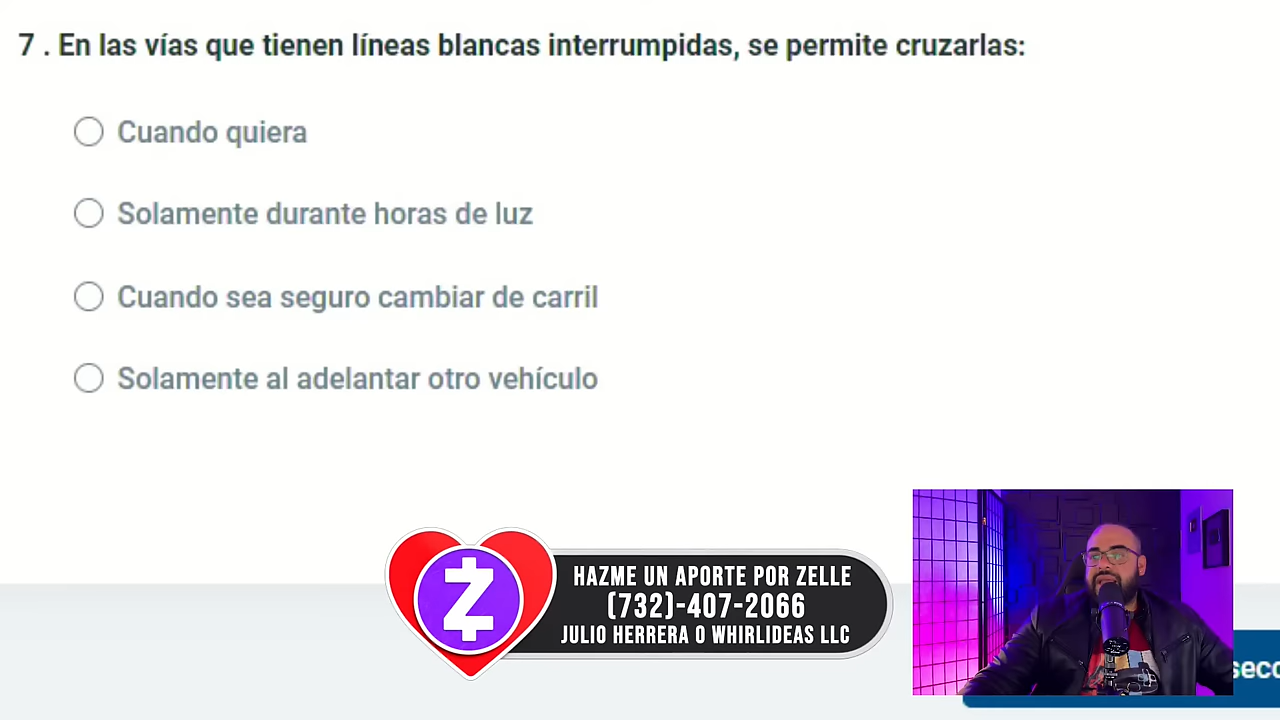 7 . En las vías que tienen líneas blancas interrumpidas, se permite cruzarlas:
Cuando quiera
Solamente durante horas de luz
Cuando sea seguro cambiar de carril
Solamente al adelantar otro vehículo
HAZME UN APORTE POR ZELLE
(732)-407-2066
JULIO HERRERA O WHIRLIDEAS LLC